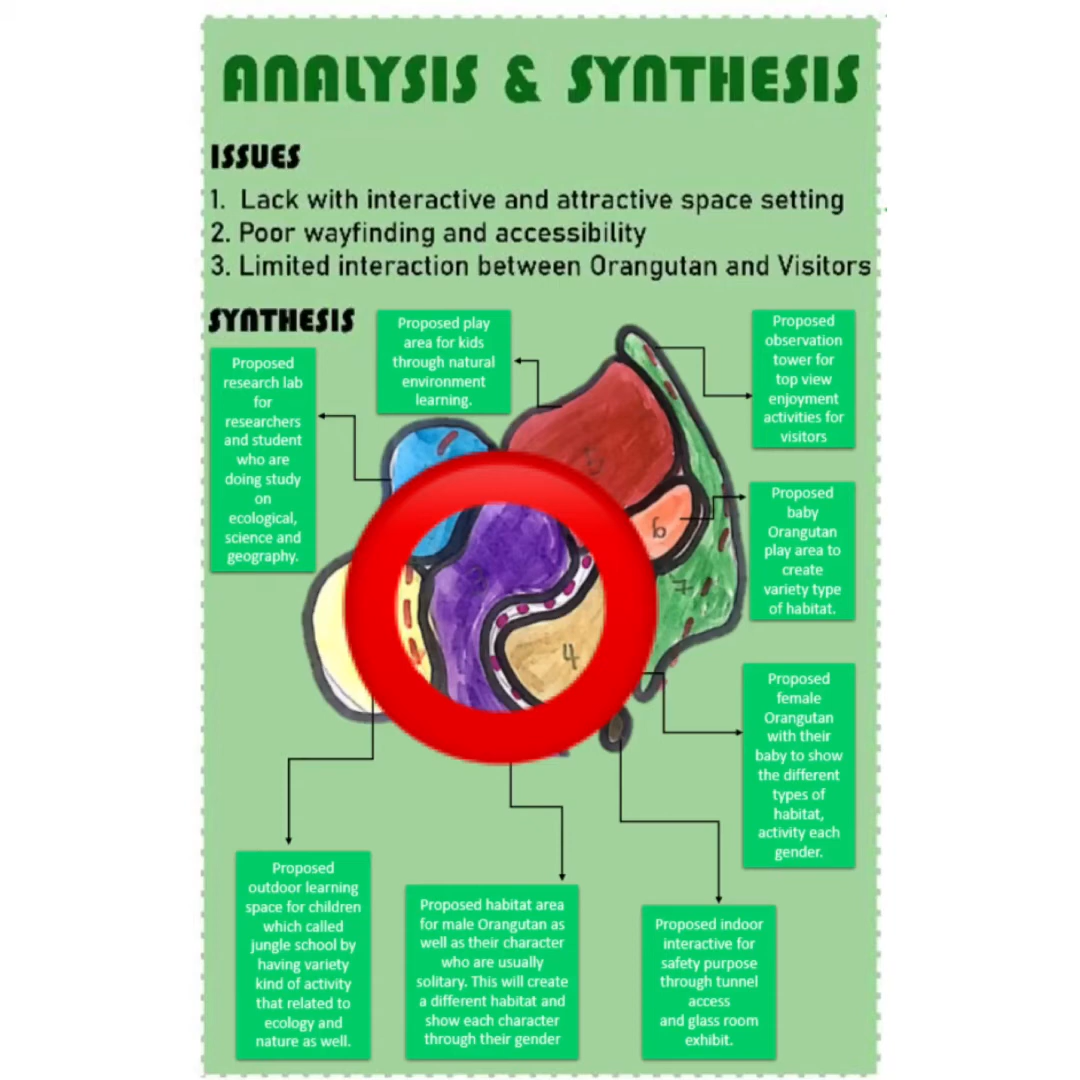 ANALYSIS & SYNTHESIS
ISSUES
1. Lack with interactive and attractive space setting
2. Poor wayfinding and accessibility
3. Limited interaction between Orangutan and Visitors
SYNTHESIS
Proposed play
area for kids
through natural
environment
learning.
Proposed
observation
tower for
top view
enjoyment
activities for
visitors
Proposed
research lab
for
researchers
and student
who are
doing study
on
ecological,
science and
geography.
Proposed
baby
Orangutan
play area to
create
variety type
of habitat.
6
7
4
Proposed
female
Orangutan
with their
baby to show
the different
types of
habitat,
activity each
gender.
Proposed
outdoor learning
space for children
which called
jungle school by
having variety
kind of activity
that related to
ecology and
nature as well.
Proposed habitat area
for male Orangutan as
well as their character
who are usually
solitary. This will create
a different habitat and
show each character
through their gender
Proposed indoor
interactive for
safety purpose
through tunnel
access
and glass room
exhibit.